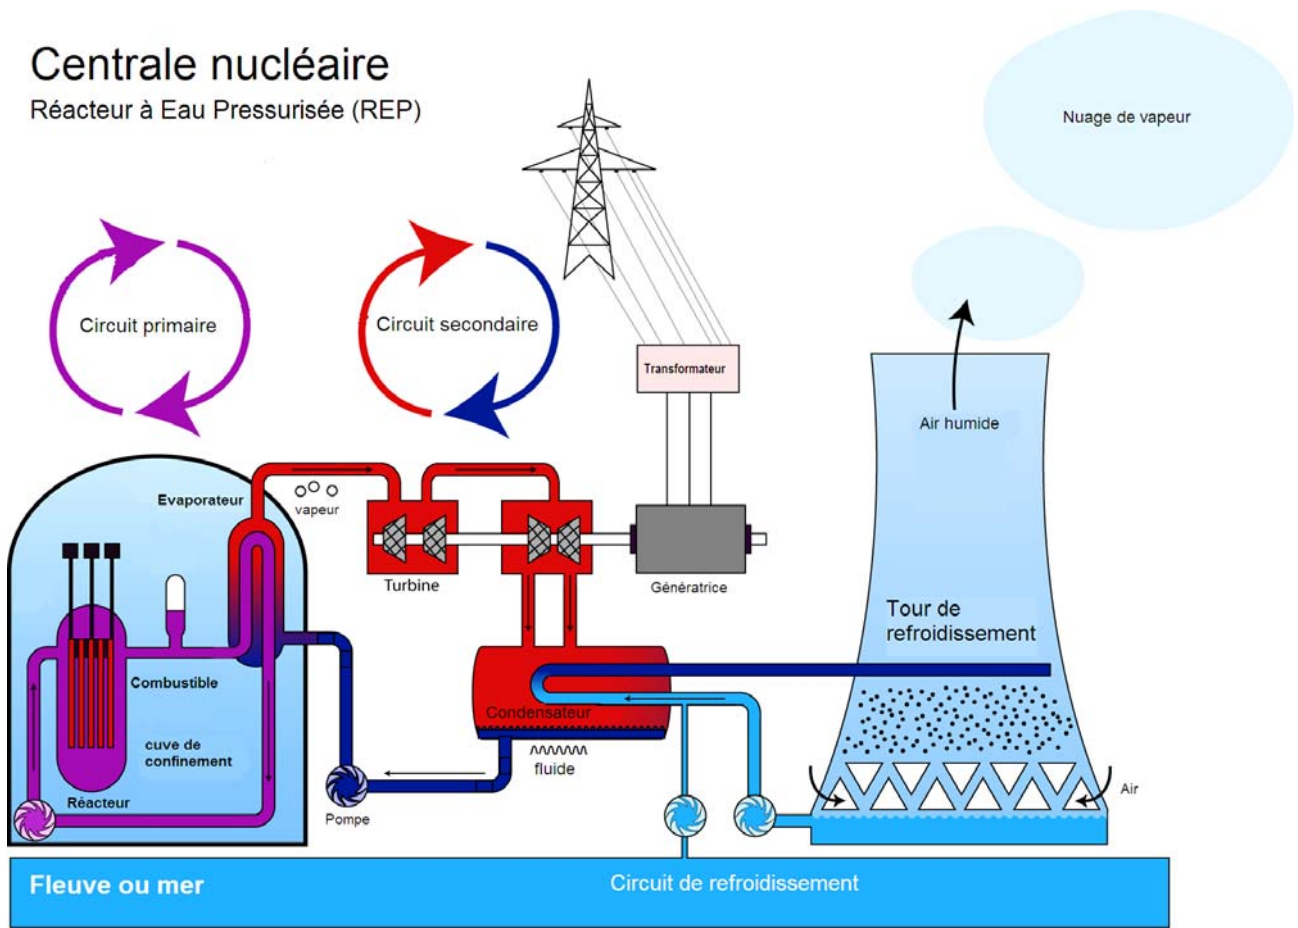 Centrale nucléaire
Réacteur à Eau Pressurisée (REP)
Nuage de vapeur
Circuit primaire
Circuit secondaire
Transformateur
Air humide
Evaporateur
vapeur
Turbine
Génératrice
Tour de
refroidissement
Combustible
Condensateur
cuve de
confinement
fluide
Réacteur
Pompe
Air
Fleuve ou mer
Circuit de refroidissement